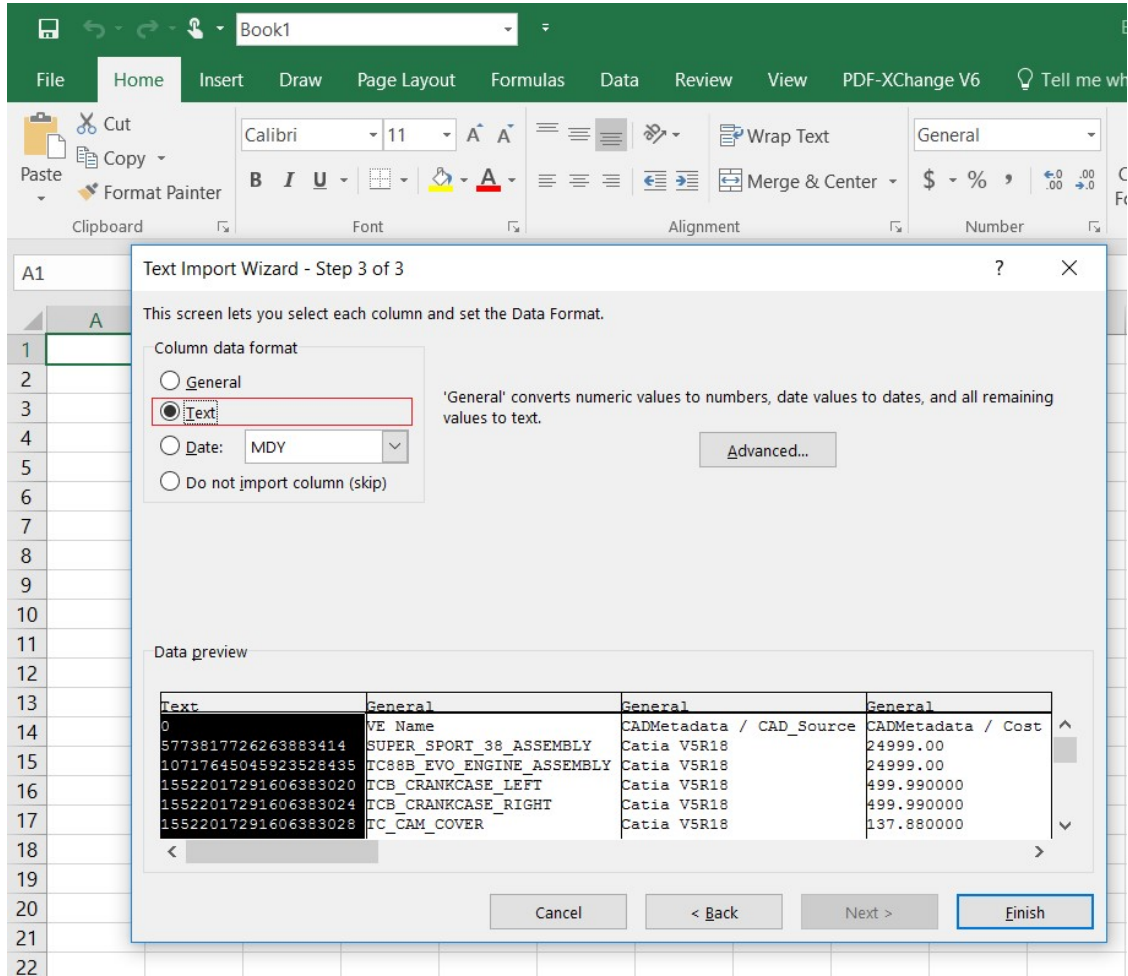 Book1
File Home Insert Draw Page Layout Formulas Data Review View PDF-XChange V6 Tell me wh
Cut
Calibri 11 A A Wrap Text General
Copy
Paste
Format Painter B I U A Merge & Center $ % , .0 .00 .00 .0
Clipboard Font Alignment Number
A1 Text Import Wizard - Step 3 of 3 ?
A This screen lets you select each column and set the Data Format.
1 Column data format
2 General
3 Text 'General' converts numeric values to numbers, date values to dates, and all remaining
values to text.
4 Date: MDY Advanced...
5 Do not import column (skip)
6
7
8
9
10
11 Data preview
12
13 Text General General General
14 0 VE Name CADMetadata / CAD_Source CADMetadata / Cost
57738177262638834​14 SUPER_SPORT_38_ASSEMBLY Catia V5R18 24999.00
15 10717645045923528435 TC88B_EVO_ENGINE_ASSEMBLY Catia V5R18 24999.00
16 15522017291606383020 TCB_CRANKCASE_LEFT Catia V5R18 499.990000
15522017291606383024 TCB_CRANKCASE_RIGHT Catia V5R18 499.990000
17 15522017291606383028 TC_CAM_COVER Catia V5R18 137.880000
18
19
20 Cancel < Back Next > Finish
21
22